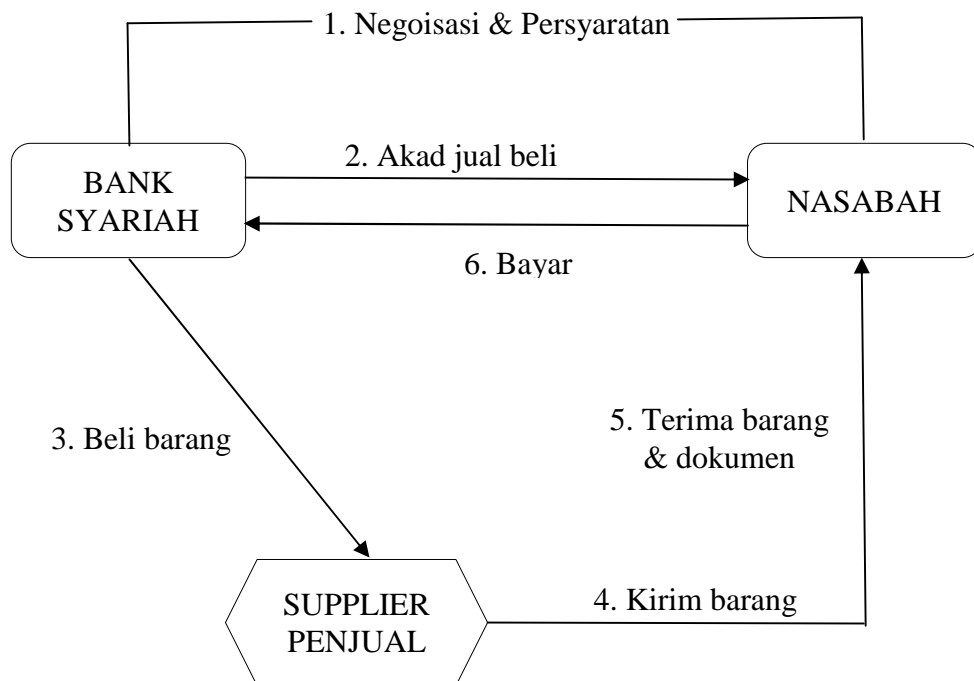 1. Negoisasi & Persyaratan
2. Akad jual beli
BANK
SYARIAH
NASABAH
6. Bayar
3. Beli barang
5. Terima barang
& dokumen
SUPPLIER
PENJUAL
4. Kirim barang